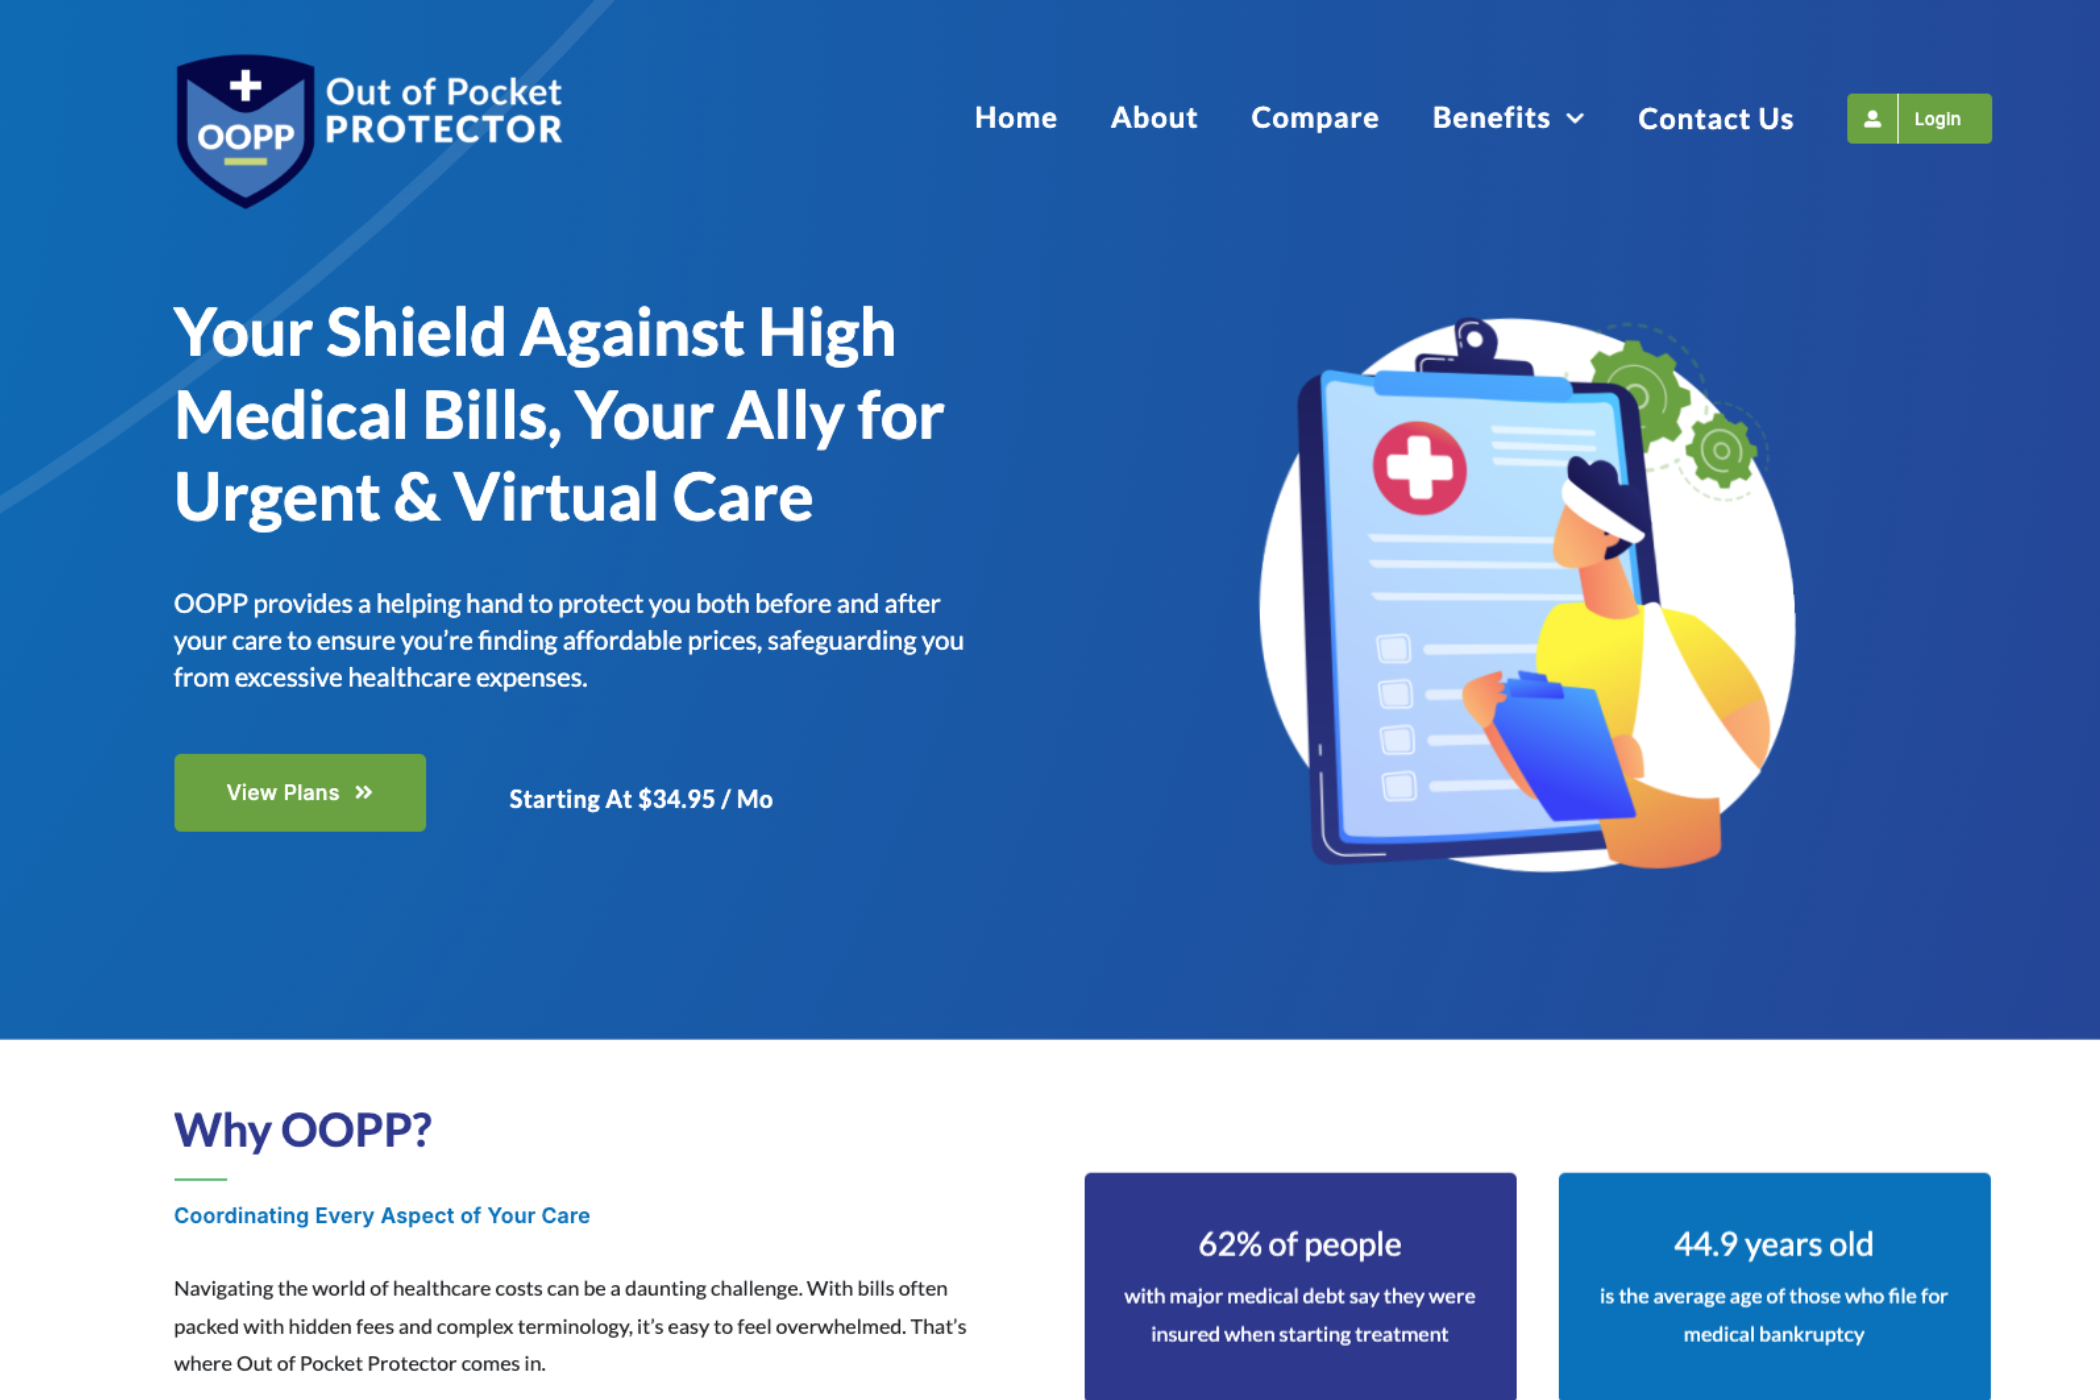 OOPP
Out of Pocket
PROTECTOR
Home
About
Compare
Benefits
Contact Us
Login
Your Shield Against High
Medical Bills, Your Ally for
Urgent & Virtual Care
OOPP provides a helping hand to protect you both before and after
your care to ensure you’re finding affordable prices, safeguarding you
from excessive healthcare expenses.
View Plans »
Starting At $34.95 / Mo
Why OOPP?
Coordinating Every Aspect of Your Care
Navigating the world of healthcare costs can be a daunting challenge. With bills often
packed with hidden fees and complex terminology, it’s easy to feel overwhelmed. That’s
where Out of Pocket Protector comes in.
62% of people
with major medical debt say they were
insured when starting treatment
44.9 years old
is the average age of those who file for
medical bankruptcy